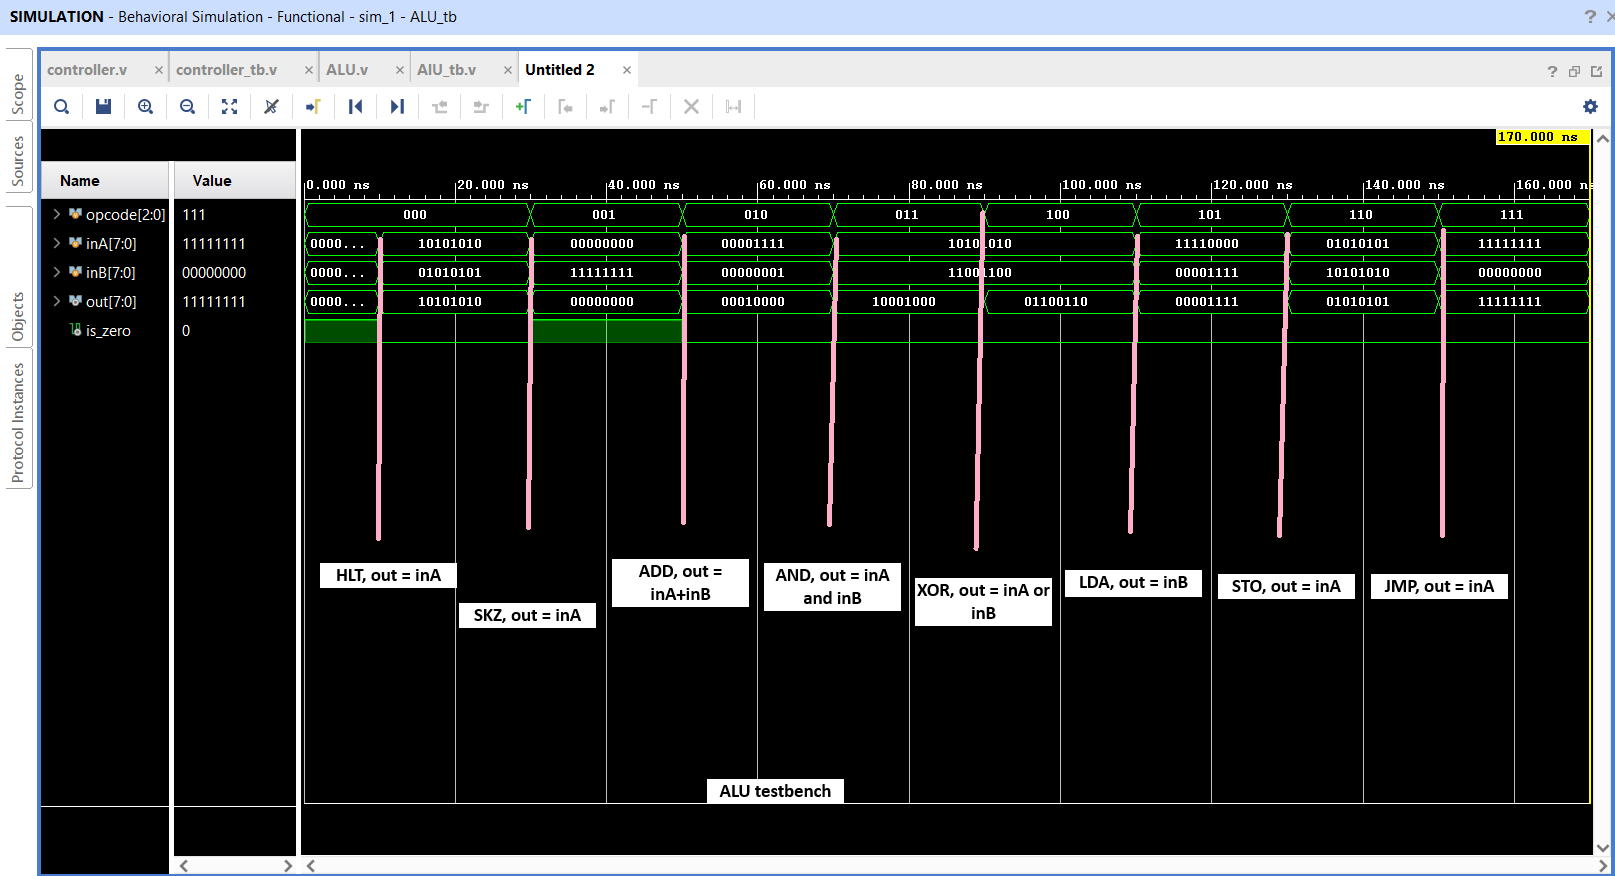 SIMULATION - Behavioral Simulation - Functional - sim_1 - ALU_tb
? ×
Scope
Sources
Objects
Protocol Instances
controller.v × controller_tb.v × ALU.v × AlU_tb.v × Untitled 2 ×
?
170.000 ns
Name Value
0.000 ns 20.000 ns 40.000 ns 60.000 ns 80.000 ns 100.000 ns 120.000 ns 140.000 ns 160.000 n
opcode[2:0] 111 000 001 010 011 100 101 110 111
inA[7:0] 11111111 0000... 10101010 00000000 00001111 10101010 11110000 01010101 11111111
inB[7:0] 00000000 0000... 01010101 11111111 00000001 11001100 00001111 10101010 00000000
out[7:0] 11111111 0000... 10101010 00000000 00010000 10001000 01100110 00001111 01010101 11111111
is_zero 0
HLT, out = inA
SKZ, out = inA
ADD, out =
inA+inB
AND, out = inA
and inB
XOR, out = inA or
inB
LDA, out = inB
STO, out = inA
JMP, out = inA
ALU testbench